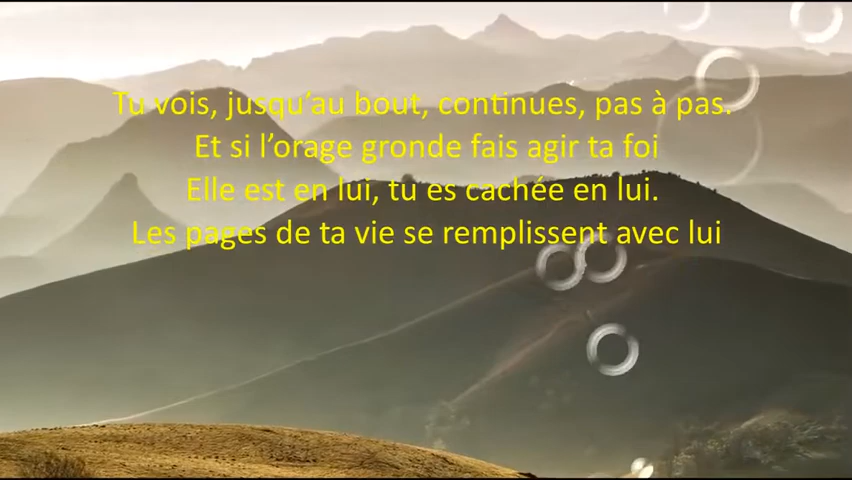 Tu vois, jusqu’au bout, continues, pas à pas.
Et si l’orage gronde fais agir ta foi
Elle est en lui, tu es cachée en lui.
Les pages de ta vie se remplissent avec lui